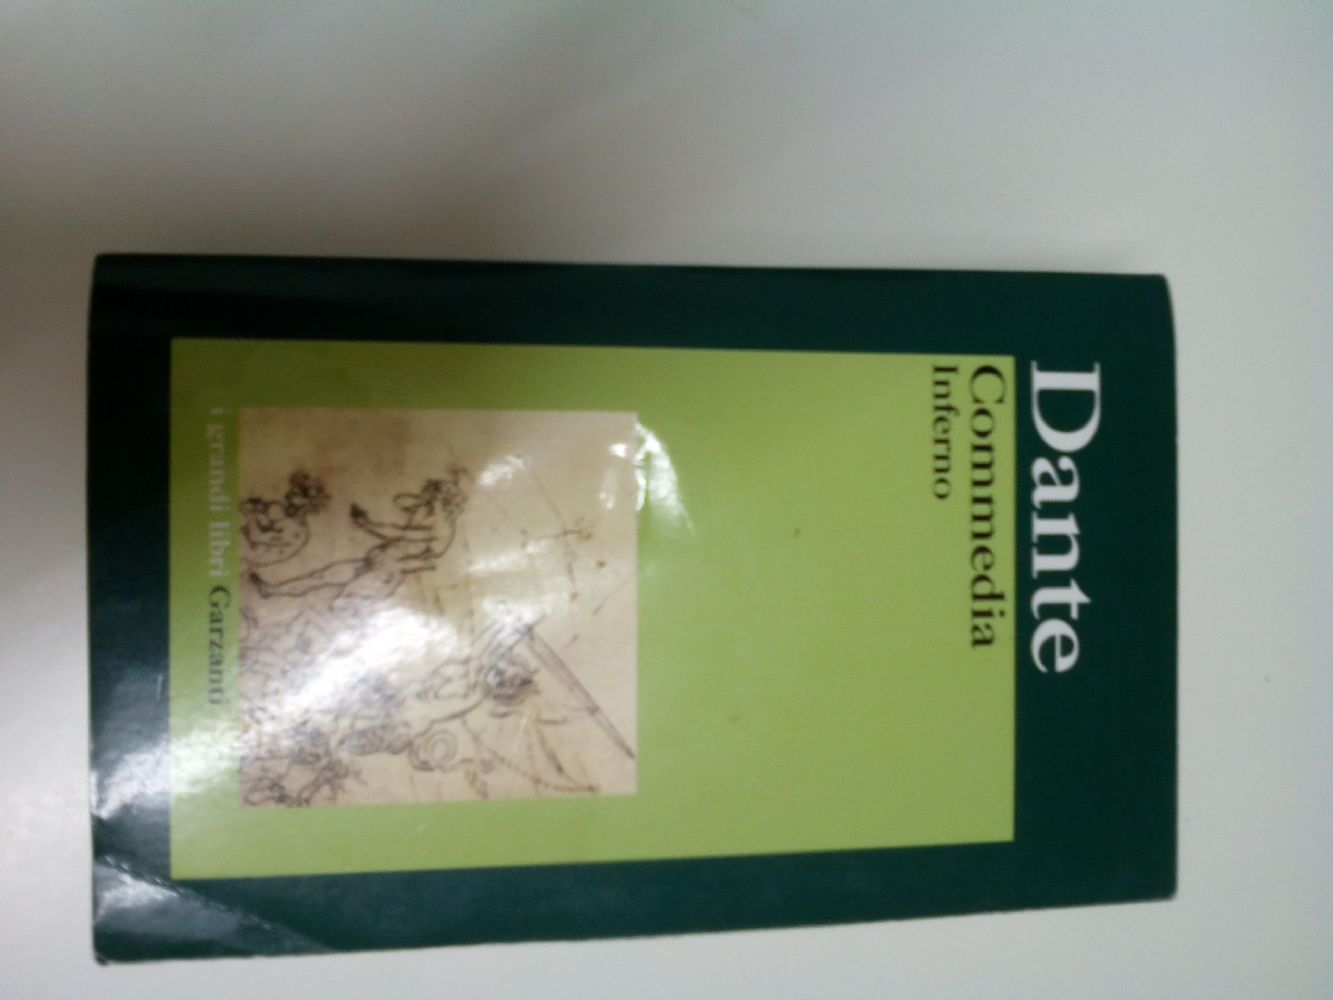 Dante
Commedia
Inferno
i grandi libri Garzanti